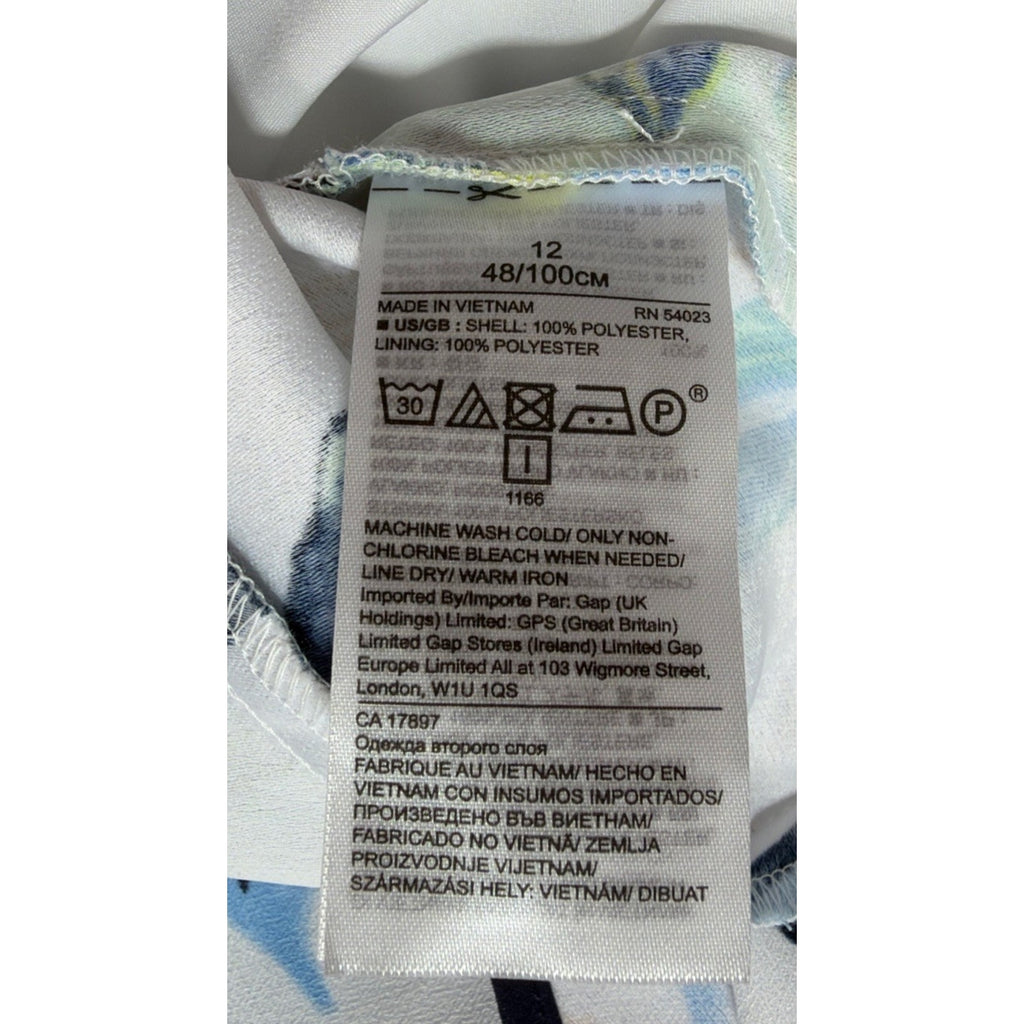 12
48/100CM
MADE IN VIETNAM RN 54023
■ US/GB : SHELL: 100% POLYESTER,
LINING: 100% POLYESTER
30 P ®
1166
MACHINE WASH COLD/ ONLY NON-
CHLORINE BLEACH WHEN NEEDED/
LINE DRY/ WARM IRON
Imported By/Importe Par: Gap (UK
Holdings) Limited: GPS (Great Britain)
Limited Gap Stores (Ireland) Limited Gap
Europe Limited All at 103 Wigmore Street,
London, W1U 1QS
CA 17897
Одежда второго слоя
FABRIQUE AU VIETNAM/ HECHO EN
VIETNAM CON INSUMOS IMPORTADOS/
ПРОИЗВЕДЕНО ВЪВ ВИЕТНАМ/
FABRICADO NO VIETNÃ/ ZEMLJA
PROIZVODNJE VIJETNAM/
SZÁRMAZÁSI HELY: VIETNÁM/ DIBUAT